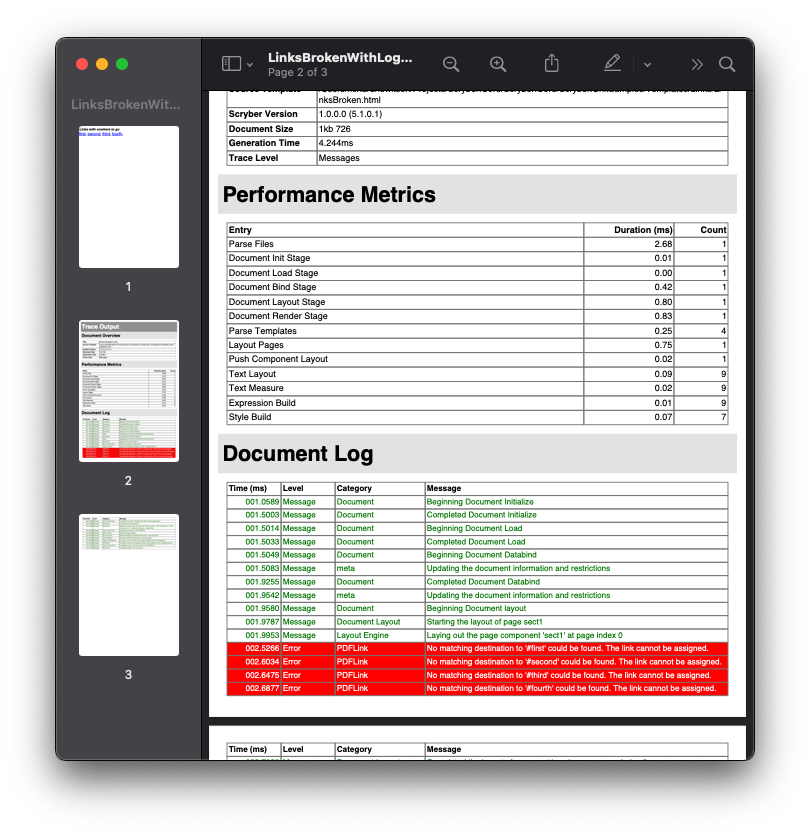 LinksBrokenWithLog...
Page 2 of 3
LinksBrokenWit...
Links with nowhere to go
first, second, third, fourth,
1
Trace Output
Document Overview
Performance Metrics
Document Log
2
3
nksBroken.html
Scryber Version 1.0.0.0 (5.1.0.1)
Document Size 1kb 726
Generation Time 4.244ms
Trace Level Messages
Performance Metrics
Entry Duration (ms) Count
Parse Files 2.68 1
Document Init Stage 0.01 1
Document Load Stage 0.00 1
Document Bind Stage 0.42 1
Document Layout Stage 0.80 1
Document Render Stage 0.83 1
Parse Templates 0.25 4
Layout Pages 0.75 1
Push Component Layout 0.02 1
Text Layout 0.09 9
Text Measure 0.02 9
Expression Build 0.01 9
Style Build 0.07 7
Document Log
Time (ms) Level Category Message
001.0589 Message Document Beginning Document Initialize
001.5003 Message Document Completed Document Initialize
001.5014 Message Document Beginning Document Load
001.5033 Message Document Completed Document Load
001.5049 Message Document Beginning Document Databind
001.5083 Message meta Updating the document information and restrictions
001.9255 Message Document Completed Document Databind
001.9542 Message meta Updating the document information and restrictions
001.9580 Message Document Beginning Document layout
001.9787 Message Document Layout Starting the layout of page sect1
001.9953 Message Layout Engine Laying out the page component 'sect1' at page index 0
002.5266 Error PDFLink No matching destination to '#first' could be found. The link cannot be assigned.
002.6034 Error PDFLink No matching destination to '#second' could be found. The link cannot be assigned.
002.6475 Error PDFLink No matching destination to '#third' could be found. The link cannot be assigned.
002.6877 Error PDFLink No matching destination to '#fourth' could be found. The link cannot be assigned.
Time (ms) Level Category Message